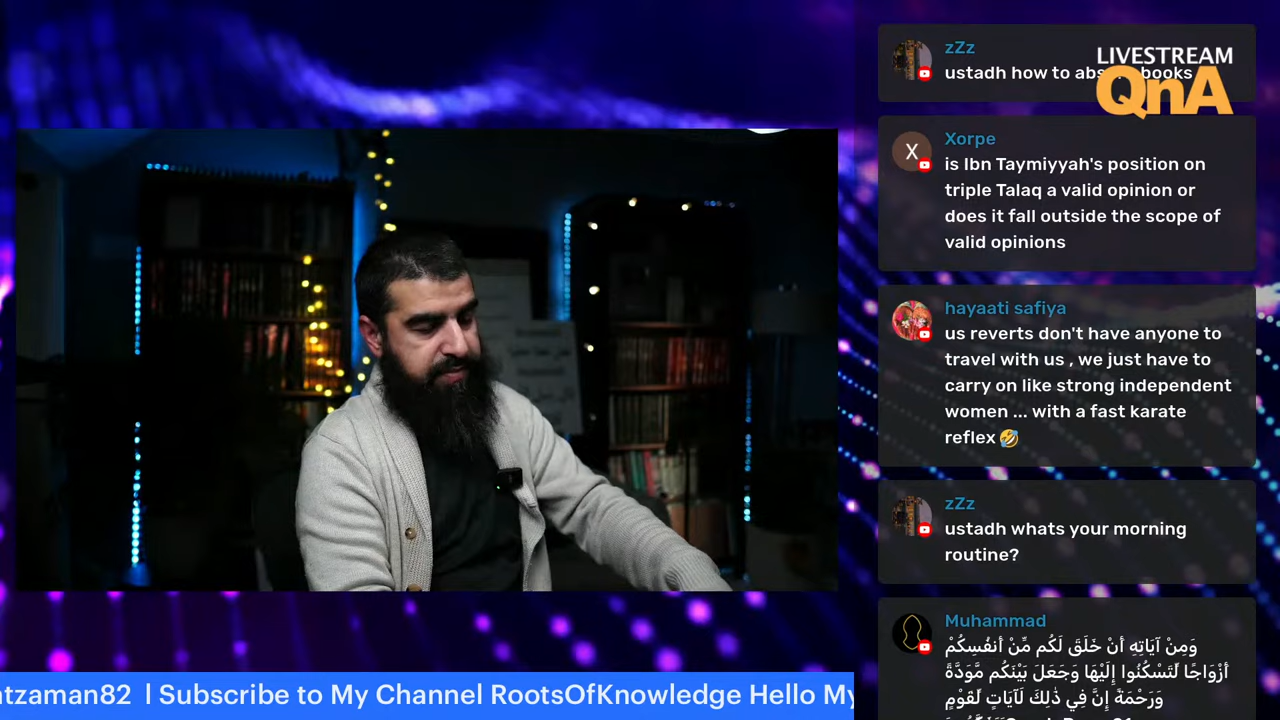 zZz
ustadh how to abs books
LIVESTREAM
QnA
Xorpe
X
is Ibn Taymiyyah's position on
triple Talaq a valid opinion or
does it fall outside the scope of
valid opinions
hayaati safiya
us reverts don't have anyone to
travel with us , we just have to
carry on like strong independent
women ... with a fast karate
reflex 🤣
zZz
ustadh whats your morning
routine?
Muhammad
وَمِنْ آيَاتِهِ أَنْ خَلَقَ لَكُم مِّنْ أَنفُسِكُمْ
أَزْوَاجًا لِّتَسْكُنُوا إِلَيْهَا وَجَعَلَ بَيْنَكُم مَّوَدَّةً
وَرَحْمَةً إِنَّ فِي ذَٰلِكَ لَآيَاتٍ لِّقَوْمٍ
ntzaman82 | Subscribe to My Channel RootsOfKnowledge Hello My